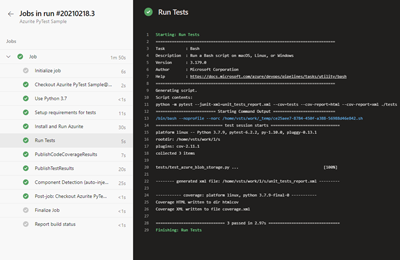 Jobs in run #20210218.3
Azurite PyTest Sample
Jobs
Job 1m 50s
Initialize job 6s
Checkout Azurite PyTest Sample@...
Use Python 3.7 <1s
Setup requirements for tests 11s
Install and Run Azurite 30s
Run Tests 5s
PublishCodeCoverageResults 7s
PublishTestResults 20s
Component Detection (auto-inje... 23s
Post-job: Checkout Azurite PyT... <1s
Finalize Job <1s
Report build status <1s
Run Tests
1 Starting: Run Tests
2 ==============================================================================
3 Task : Bash
4 Description : Run a Bash script on macOS, Linux, or Windows
5 Version : 3.179.0
6 Author : Microsoft Corporation
7 Help : https://docs.microsoft.com/azure/devops/pipelines/tasks/utility/bash
8 ==============================================================================
9 Generating script.
10 Script contents:
11 python -m pytest --junit-xml=unit_tests_report.xml --cov=tests --cov-report=html --cov-report=xml ./tests
12 ========================== Starting Command Output ===========================
13 /bin/bash --noprofile --norc /home/vsts/work/_temp/
14 ============================= test session starts ==============================
15 platform linux -- Python 3.7.9, pytest-6.2.2, py-1.10.0, pluggy-0.13.1
16 rootdir: /home/vsts/work/1/s
17 plugins: cov-2.11.1
18 collected 3 items
19
20 tests/test_azure_blob_storage.py ... [100%]
21
22 - generated xml file: /home/vsts/work/1/s/unit_tests_report.xml -
23
24 ----------- coverage: platform linux, python 3.7.9-final-0 -----------
25 Coverage HTML written to dir htmlcov
26 Coverage XML written to file coverage.xml
27
28 ============================== 3 passed in 2.97s ===============================
29 Finishing: Run Tests